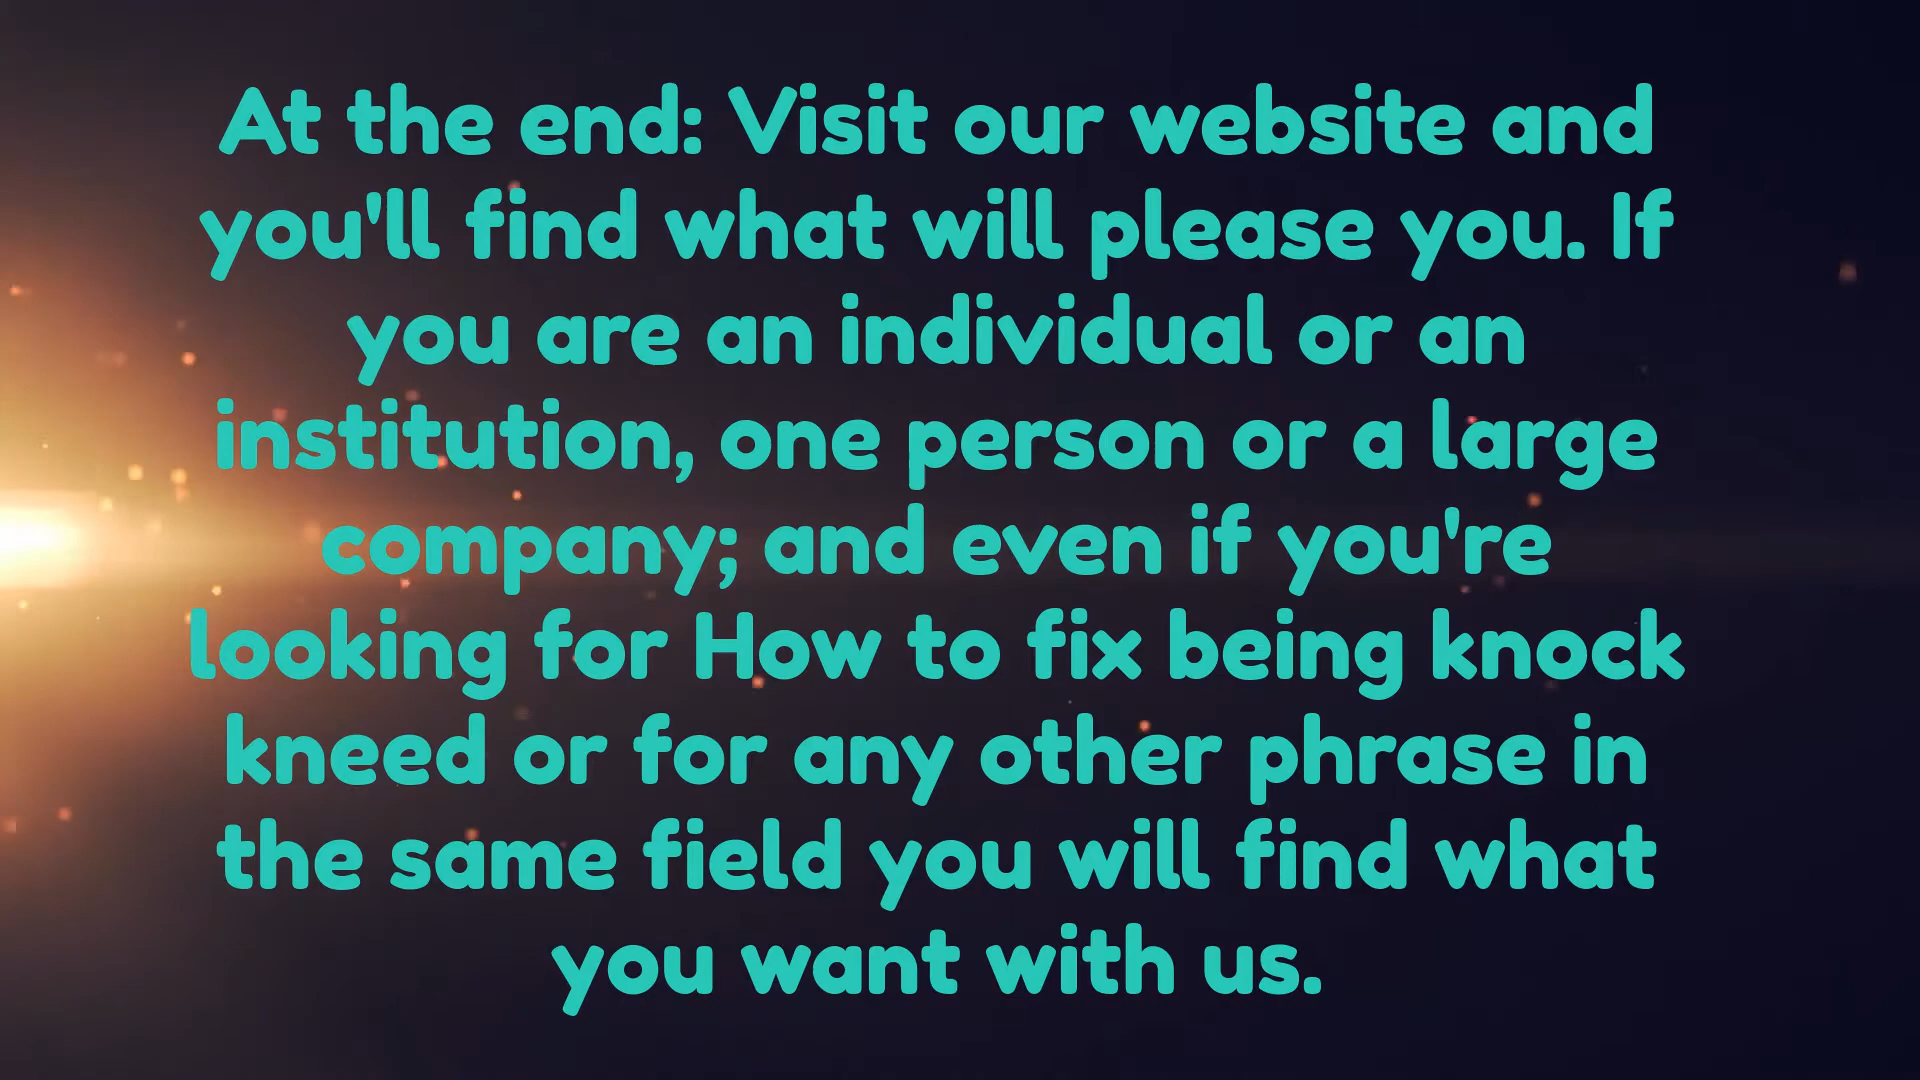 At the end: Visit our website and
you'll find what will please you. If
you are an individual or an
institution, one person or a large
company; and even if you're
looking for How to fix being knock
kneed or for any other phrase in
the same field you will find what
you want with us.